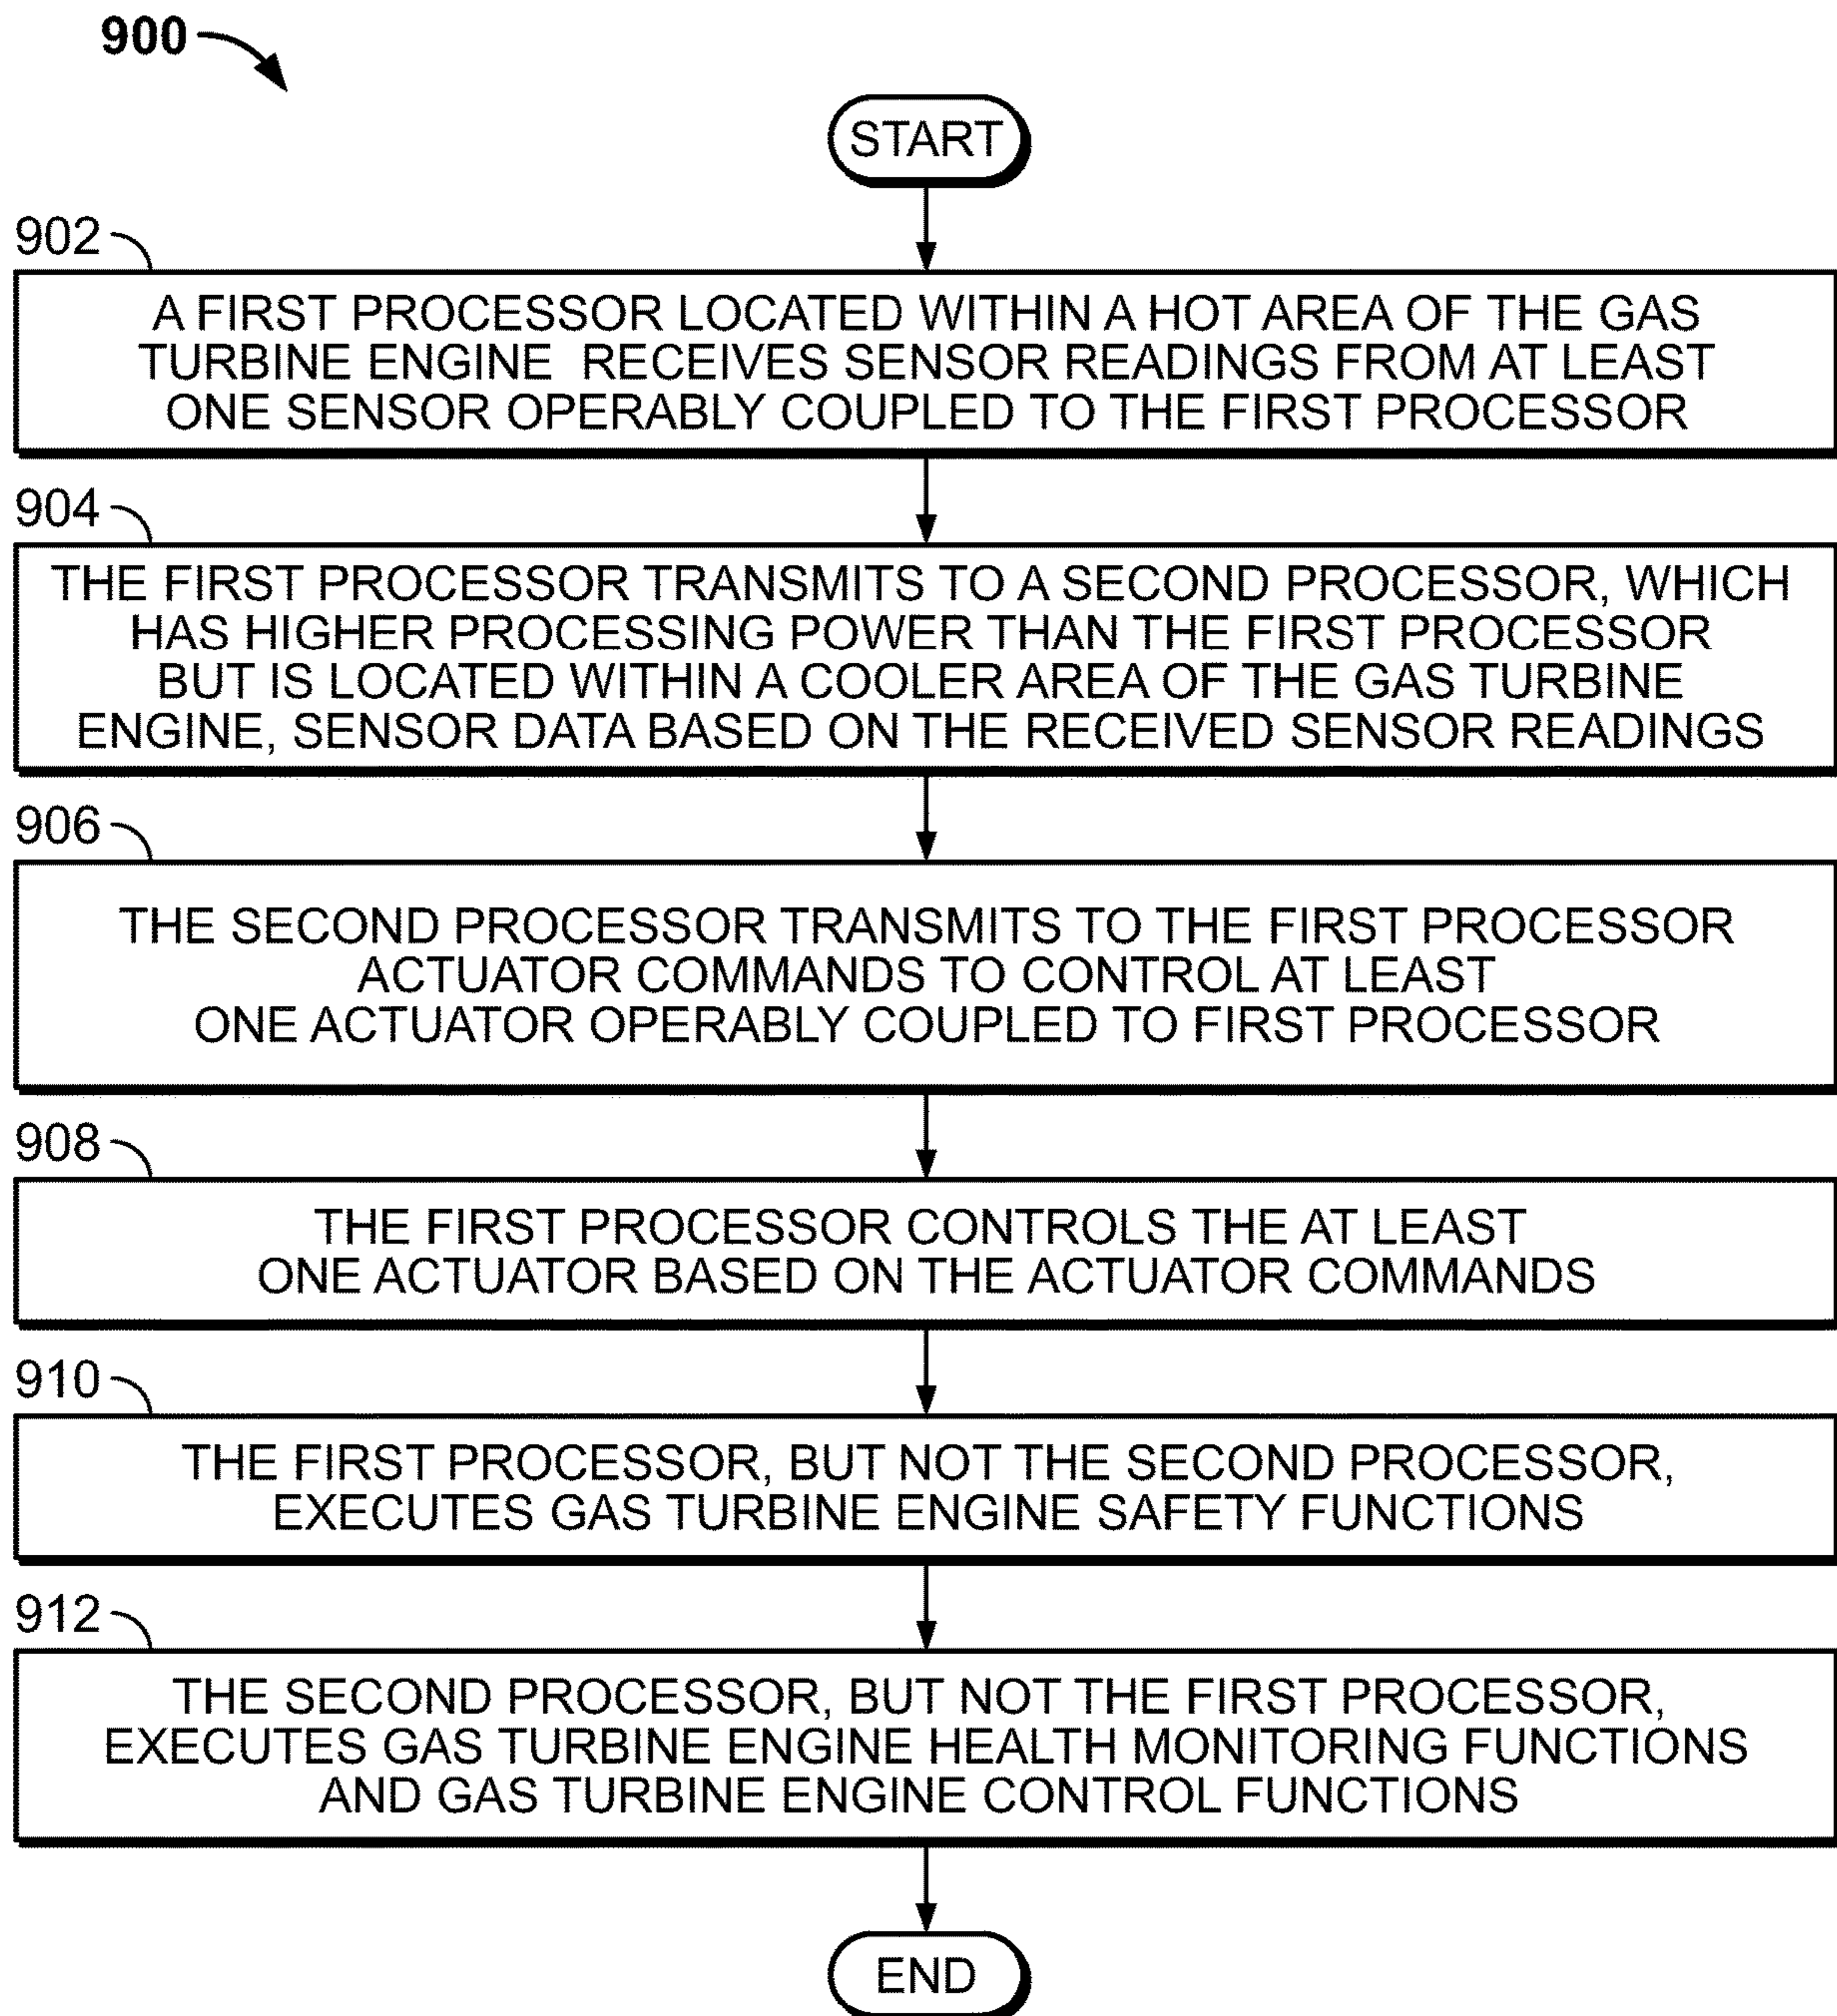 900
START
902
A FIRST PROCESSOR LOCATED WITHIN A HOT AREA OF THE GAS
TURBINE ENGINE RECEIVES SENSOR READINGS FROM AT LEAST
ONE SENSOR OPERABLY COUPLED TO THE FIRST PROCESSOR
904
THE FIRST PROCESSOR TRANSMITS TO A SECOND PROCESSOR, WHICH
HAS HIGHER PROCESSING POWER THAN THE FIRST PROCESSOR
BUT IS LOCATED WITHIN A COOLER AREA OF THE GAS TURBINE
ENGINE, SENSOR DATA BASED ON THE RECEIVED SENSOR READINGS
906
THE SECOND PROCESSOR TRANSMITS TO THE FIRST PROCESSOR
ACTUATOR COMMANDS TO CONTROL AT LEAST
ONE ACTUATOR OPERABLY COUPLED TO FIRST PROCESSOR
908
THE FIRST PROCESSOR CONTROLS THE AT LEAST
ONE ACTUATOR BASED ON THE ACTUATOR COMMANDS
910
THE FIRST PROCESSOR, BUT NOT THE SECOND PROCESSOR,
EXECUTES GAS TURBINE ENGINE SAFETY FUNCTIONS
912
THE SECOND PROCESSOR, BUT NOT THE FIRST PROCESSOR,
EXECUTES GAS TURBINE ENGINE HEALTH MONITORING FUNCTIONS
AND GAS TURBINE ENGINE CONTROL FUNCTIONS
END